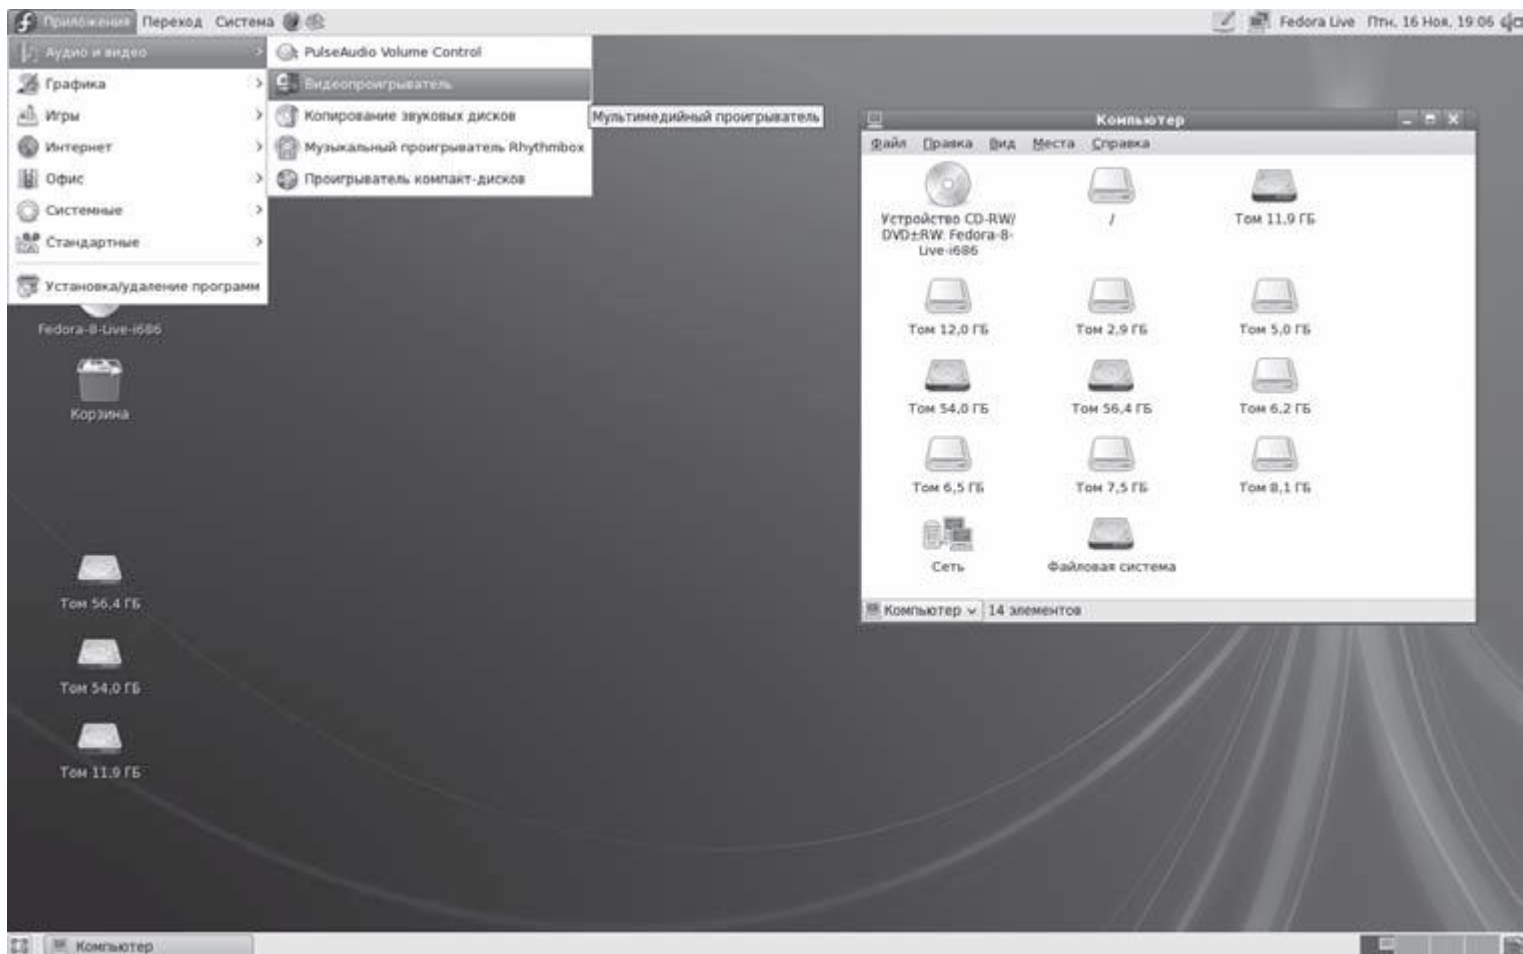 Приложения Переход Система
Fedora Live Птн, 16 Ноя, 19:06
Аудио и видео
Графика
Игры
Интернет
Офис
Системные
Стандартные
Установка/удаление программ
PulseAudio Volume Control
Видеопроигрыватель
Копирование звуковых дисков
Музыкальный проигрыватель Rhythmbox
Проигрыватель компакт-дисков
Мультимедийный проигрыватель
Fedora-8-Live-i686
Корзина
Том 56,4 ГБ
Том 54,0 ГБ
Том 11,9 ГБ
Компьютер
Файл Правка Вид Места Справка
Устройство CD-RW/
DVD±RW: Fedora-8-
Live-i686
/
Том 11,9 ГБ
Том 12,0 ГБ
Том 2,9 ГБ
Том 5,0 ГБ
Том 54,0 ГБ
Том 56,4 ГБ
Том 6,2 ГБ
Том 6,5 ГБ
Том 7,5 ГБ
Том 8,1 ГБ
Сеть
Файловая система
Компьютер 14 элементов
Компьютер